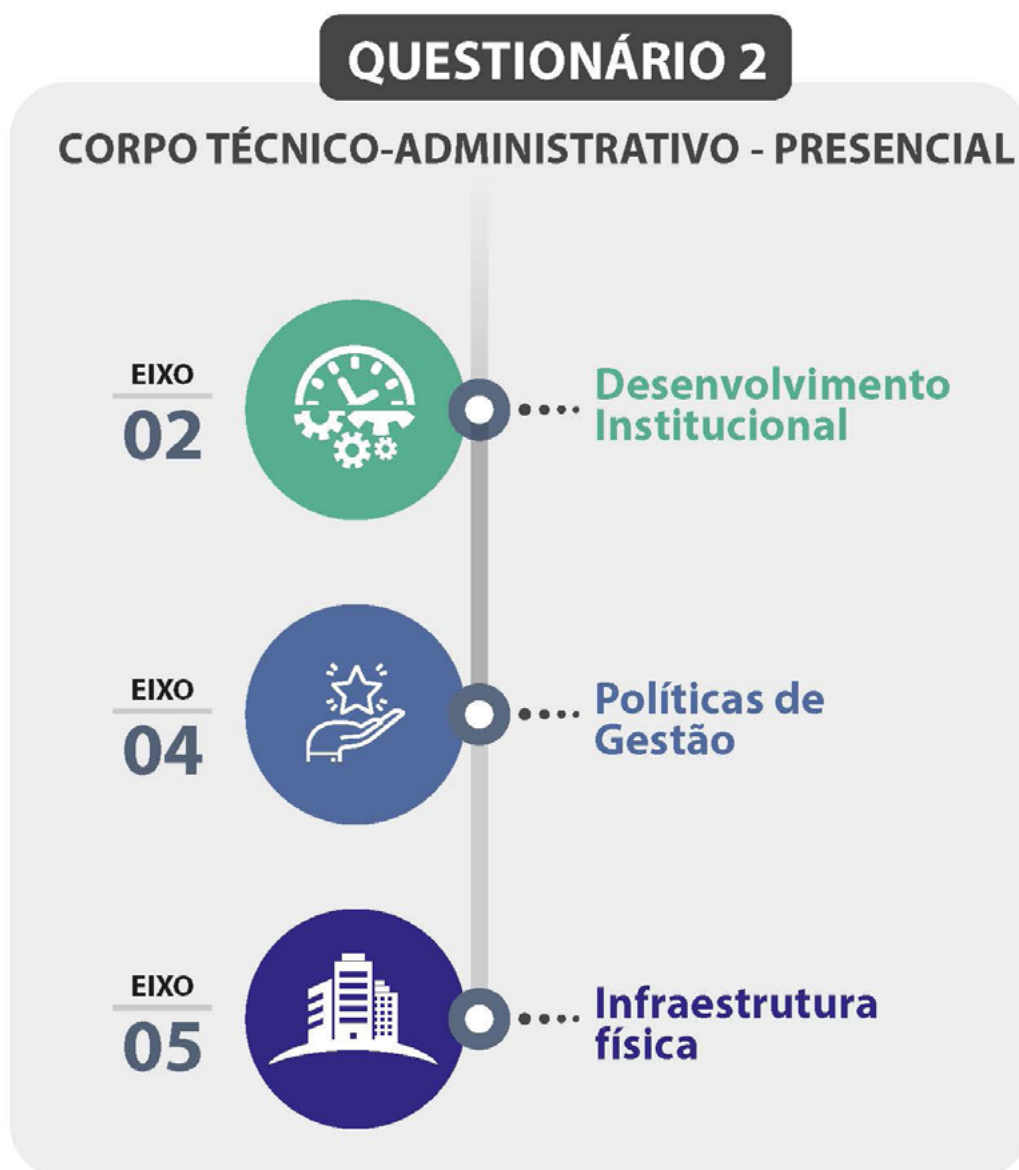 QUESTIONÁRIO 2
CORPO TÉCNICO-ADMINISTRATIVO - PRESENCIAL
EIXO
02
Desenvolvimento
Institucional
EIXO
04
Políticas de
Gestão
EIXO
05
Infraestrutura
física